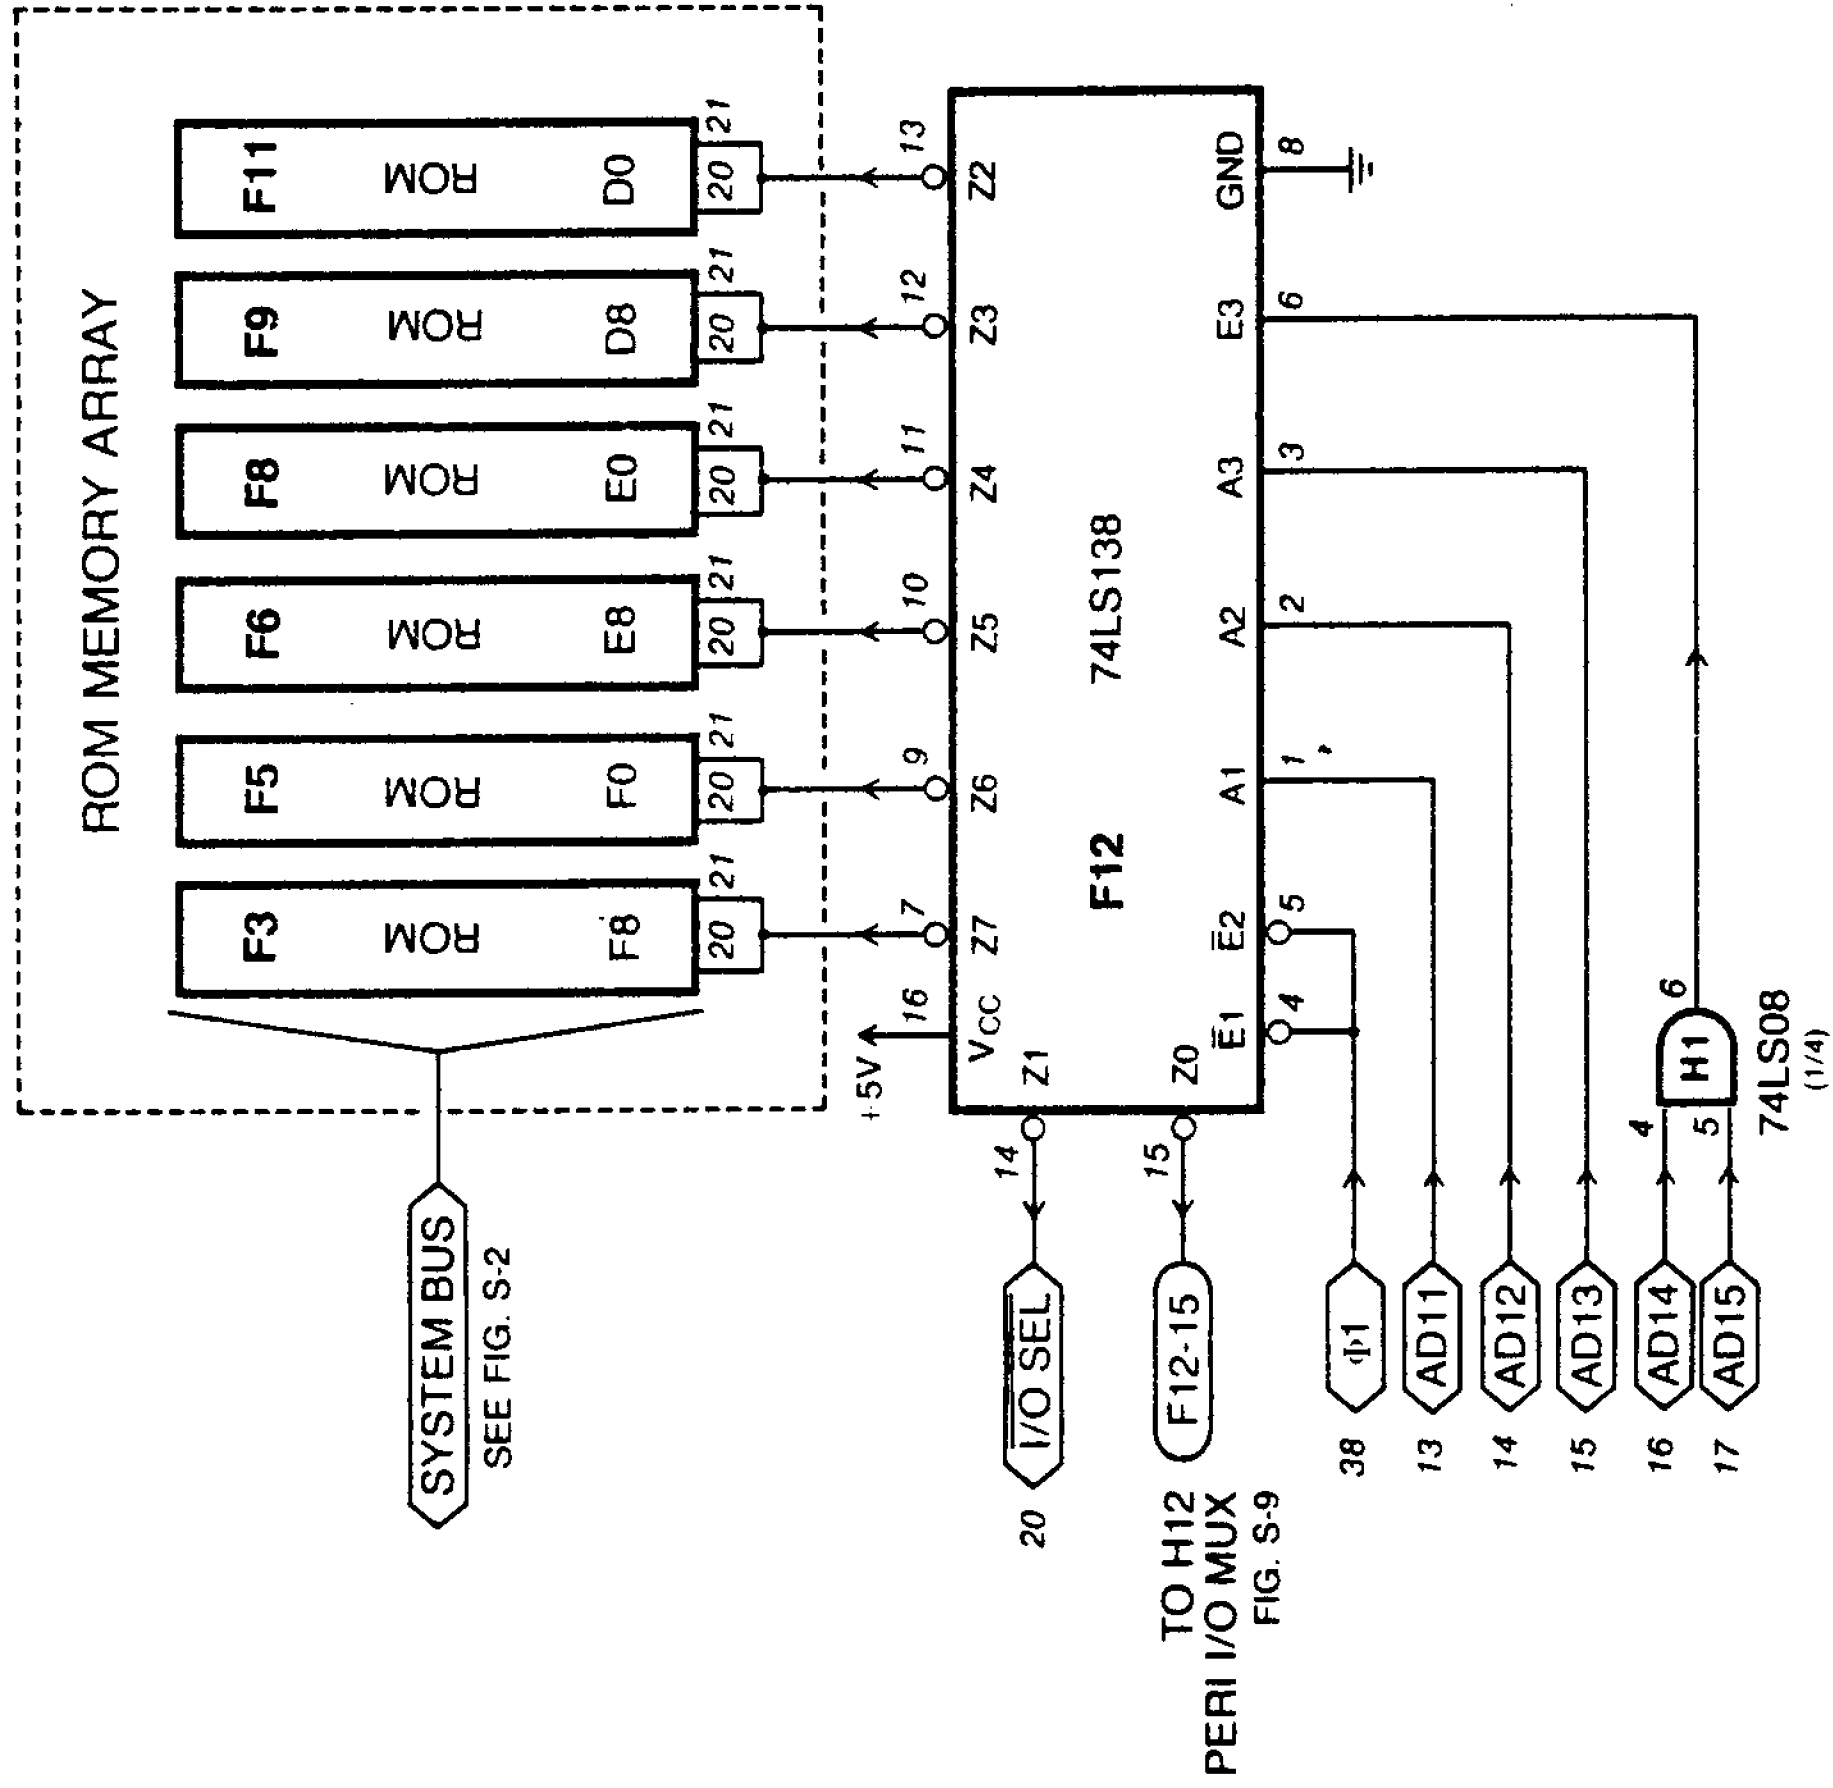 ROM MEMORY ARRAY
F3
F5
F6
F8
F9
F11
ROM
ROM
ROM
ROM
ROM
ROM
F8
F0
E8
E0
D8
D0
20
21
20
21
20
21
20
21
20
21
20
21
SYSTEM BUS
SEE FIG. S-2
+5V
16
7
9
10
11
12
13
VCC
Z7
Z6
Z5
Z4
Z3
Z2
20
I/O SEL
14
Z1
F12
74LS138
TO H12
PERI I/O MUX
FIG. S-9
F12-15
15
Z0
E1
E2
A1
A2
A3
E3
GND
4
5
1
2
3
6
8
38
Φ1
13
AD11
14
AD12
15
AD13
16
AD14
4
17
AD15
5
H1
6
74LS08
(1/4)